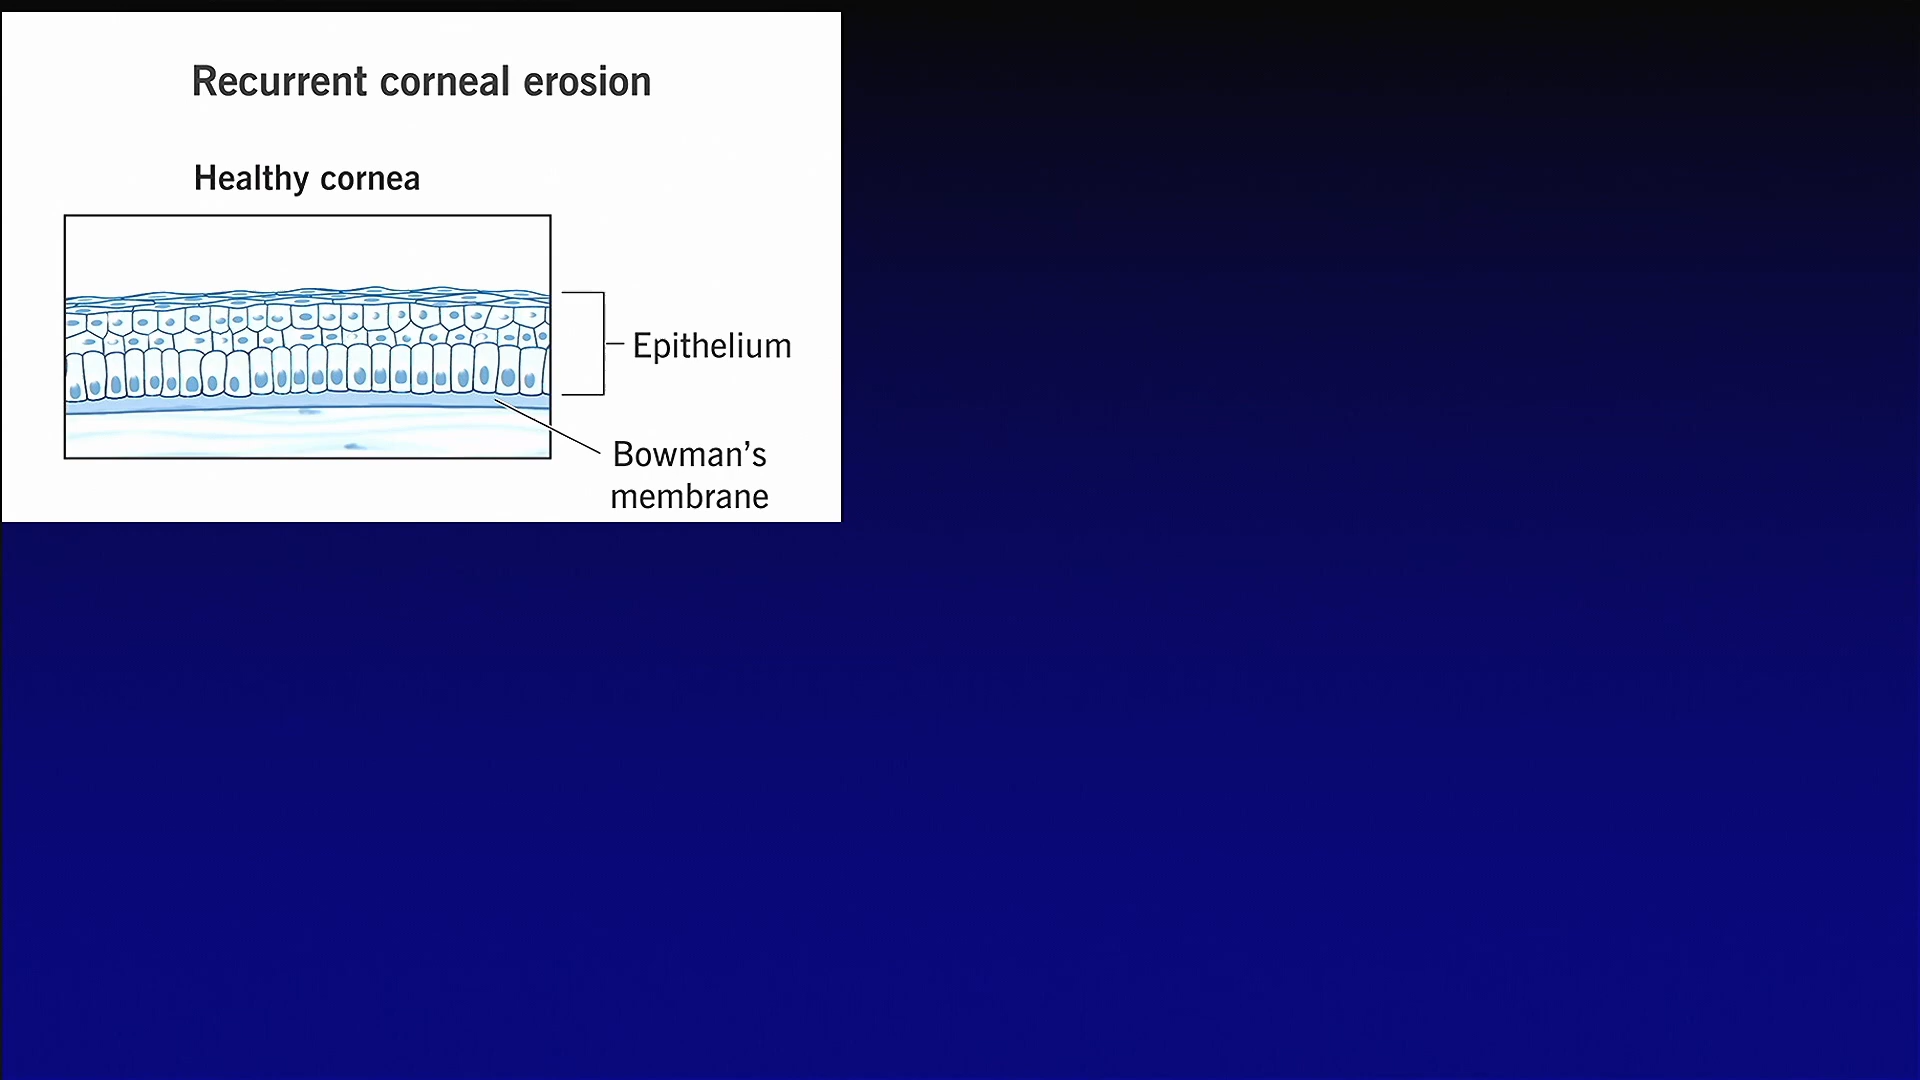 Recurrent corneal erosion
Healthy cornea
Epithelium
Bowman’s
membrane